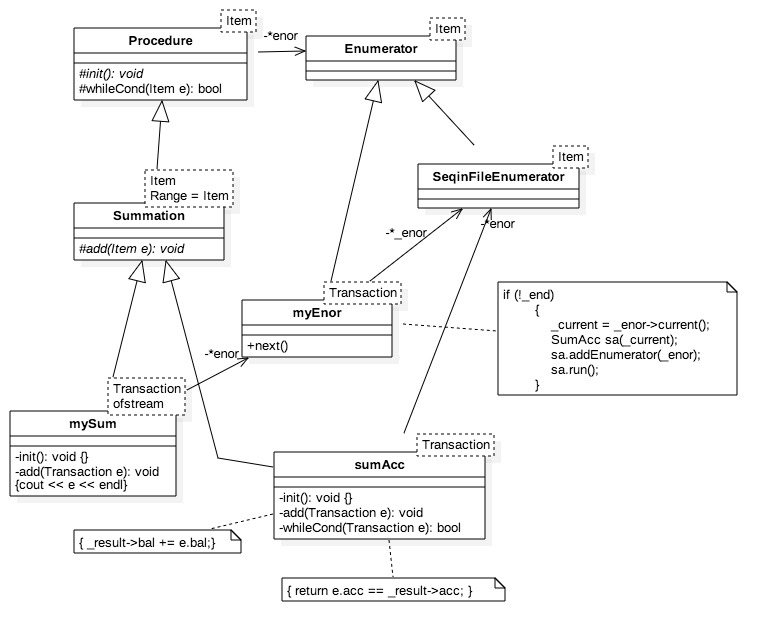 Item
Procedure
#init(): void
#whileCond(Item e): bool
-*enor
Item
Enumerator
Item
SeqinFileEnumerator
Item
Range = Item
Summation
#add(Item e): void
-*_enor
-*enor
Transaction
myEnor
+next()
if (!_end)
{
_current = _enor->current();
SumAcc sa(_current);
sa.addEnumerator(_enor);
sa.run();
}
-*enor
Transaction
ofstream
mySum
-init(): void {}
-add(Transaction e): void
{cout << e << endl}
Transaction
sumAcc
-init(): void {}
-add(Transaction e): void
-whileCond(Transaction e): bool
{ _result->bal += e.bal;}
{ return e.acc == _result->acc; }